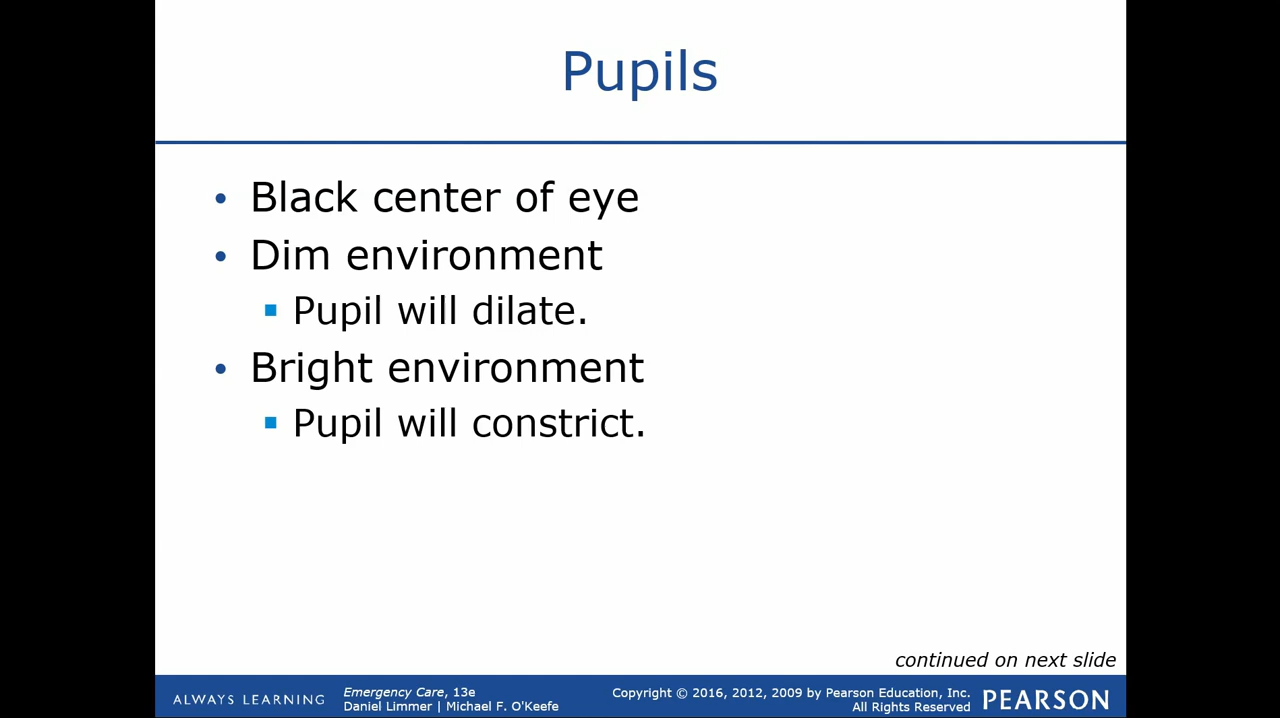 Pupils
• Black center of eye
• Dim environment
▪ Pupil will dilate.
• Bright environment
▪ Pupil will constrict.
continued on next slide
ALWAYS LEARNING
Emergency Care, 13e
Daniel Limmer | Michael F. O'Keefe
Copyright © 2016, 2012, 2009 by Pearson Education, Inc.
All Rights Reserved
PEARSON